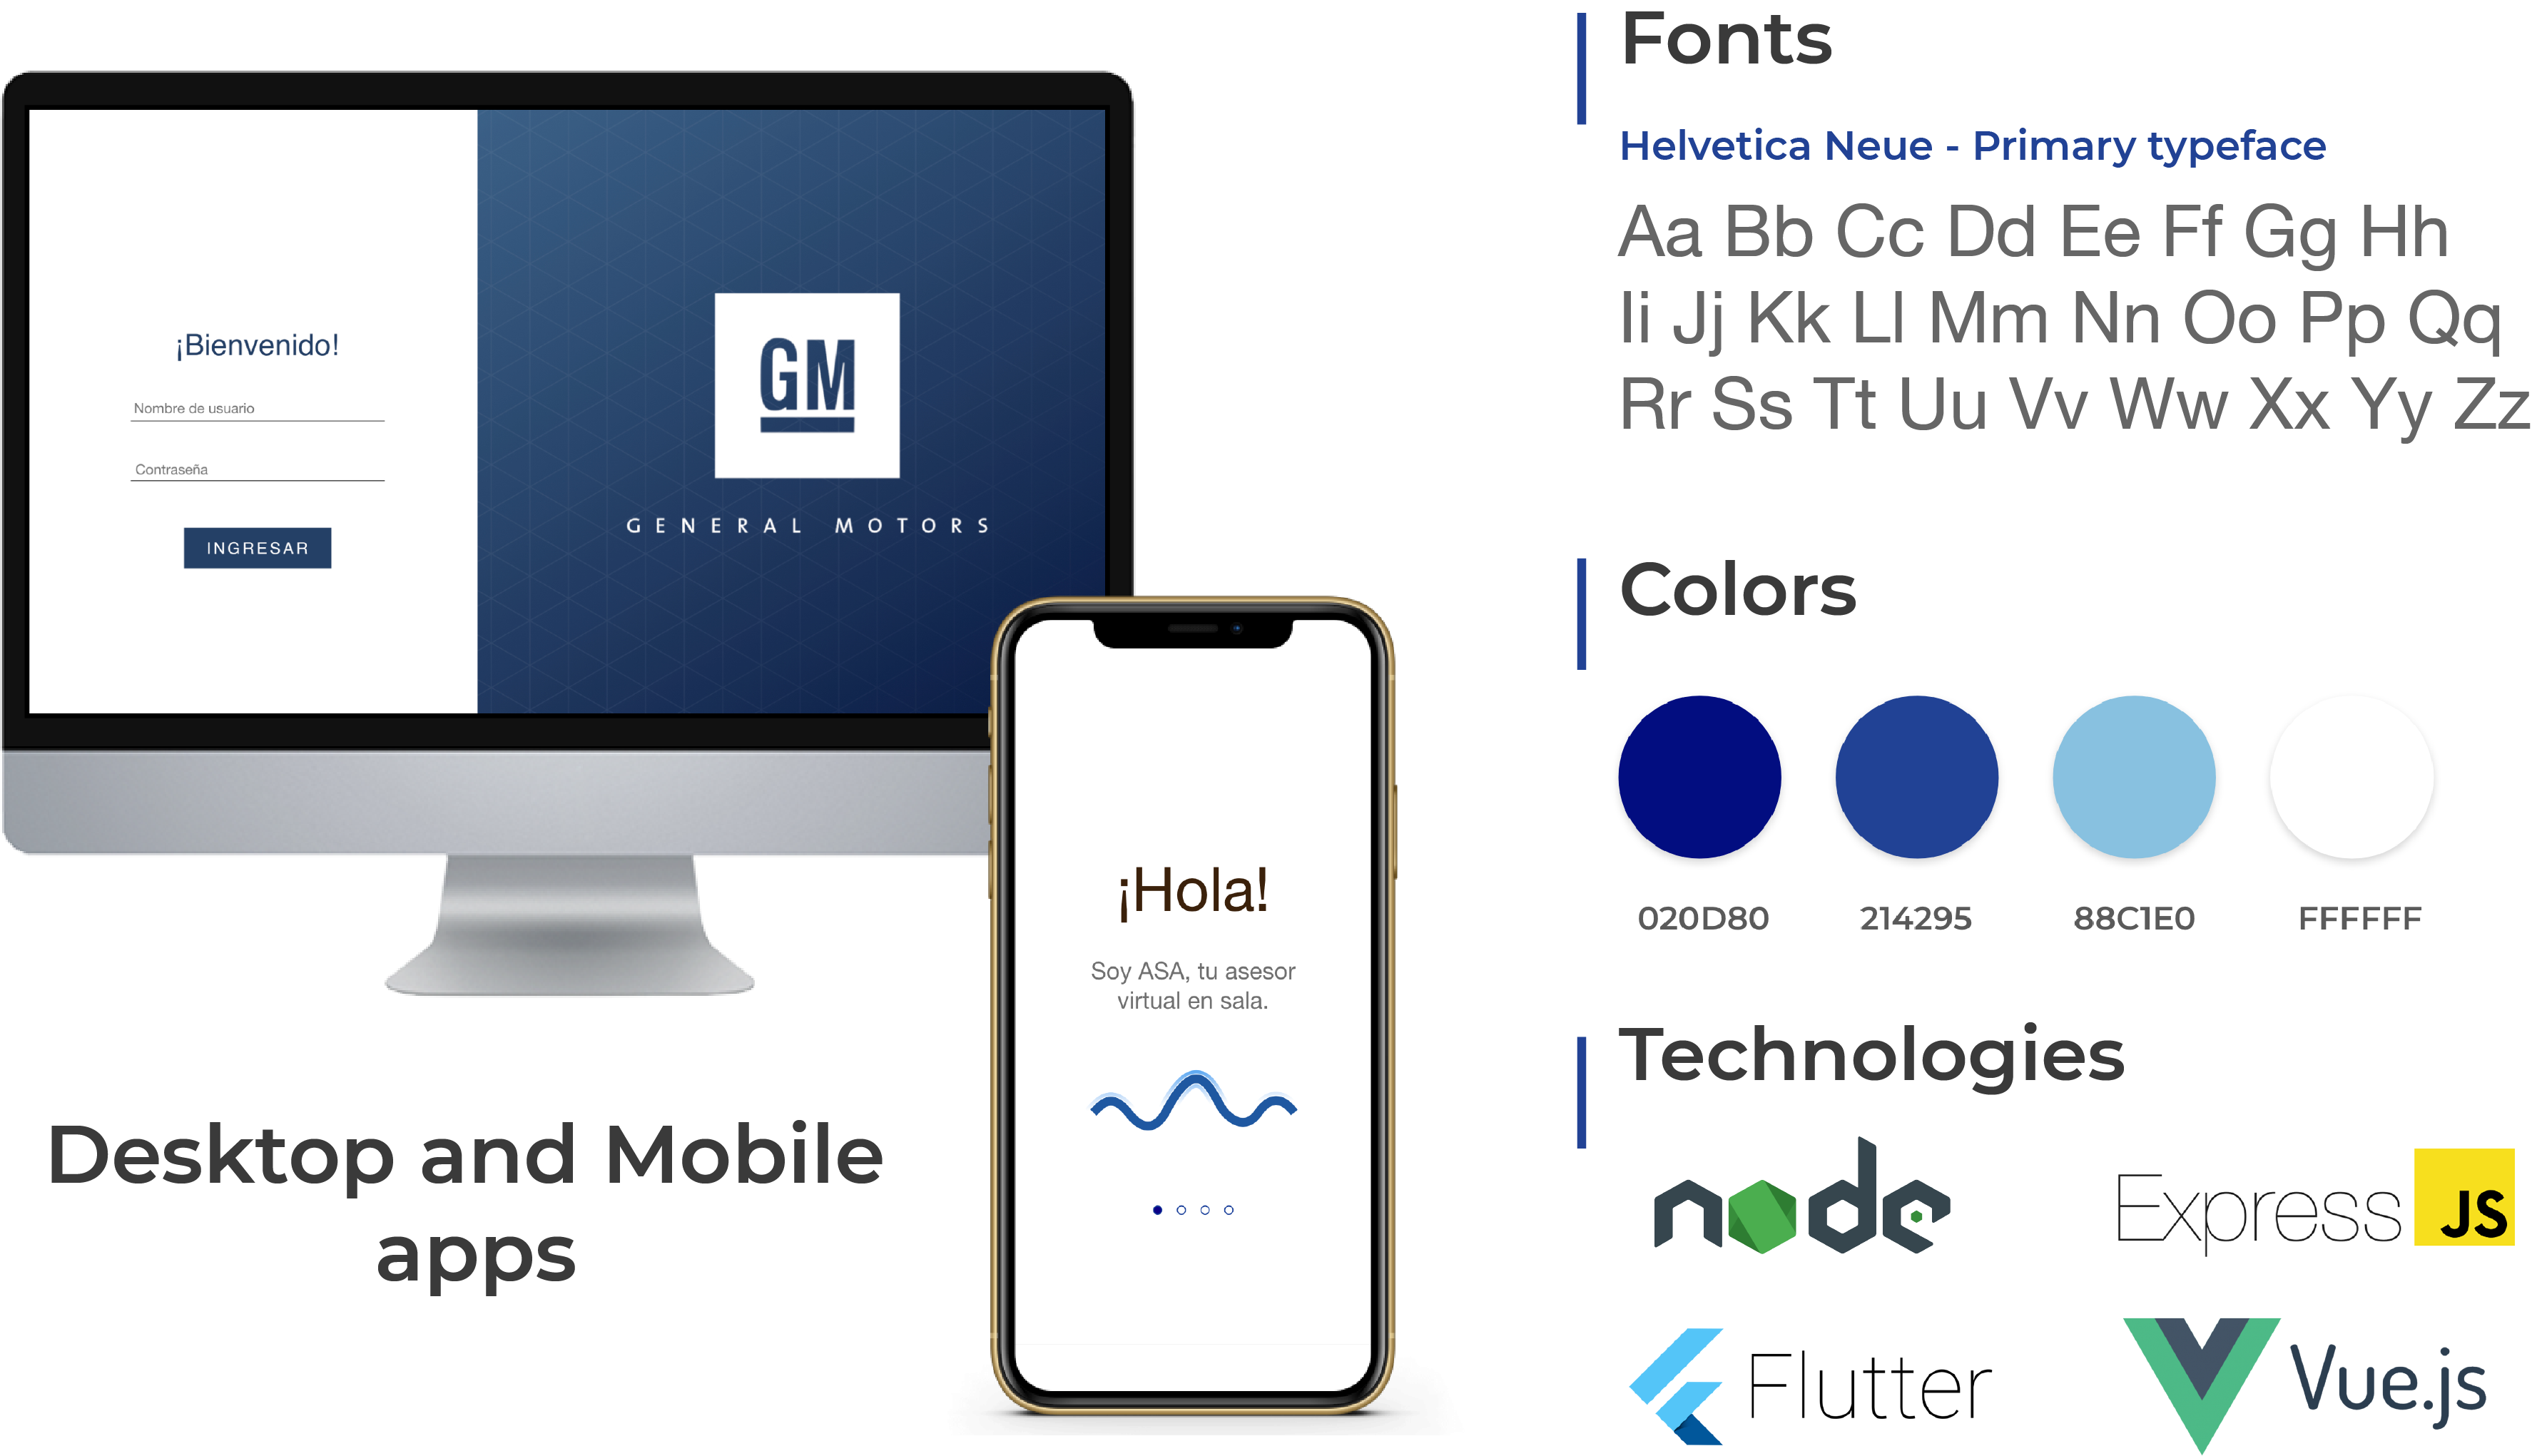 ¡Bienvenido!
Nombre de usuario
Contraseña
INGRESAR
GM
GENERAL MOTORS
¡Hola!
Soy ASA, tu asesor
virtual en sala.
Desktop and Mobile
apps
Fonts
Helvetica Neue - Primary typeface
Aa Bb Cc Dd Ee Ff Gg Hh
Ii Jj Kk Ll Mm Nn Oo Pp Qq
Rr Ss Tt Uu Vv Ww Xx Yy Zz
Colors
020D80 214295 88C1E0 FFFFFF
Technologies
node Express JS
Flutter Vue.js